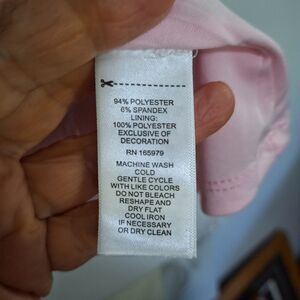 94% POLYESTER
6% SPANDEX
LINING:
100% POLYESTER
EXCLUSIVE OF
DECORATION
RN 165979
MACHINE WASH
COLD
GENTLE CYCLE
WITH LIKE COLORS
DO NOT BLEACH
RESHAPE AND
DRY FLAT
COOL IRON
IF NECESSARY
OR DRY CLEAN